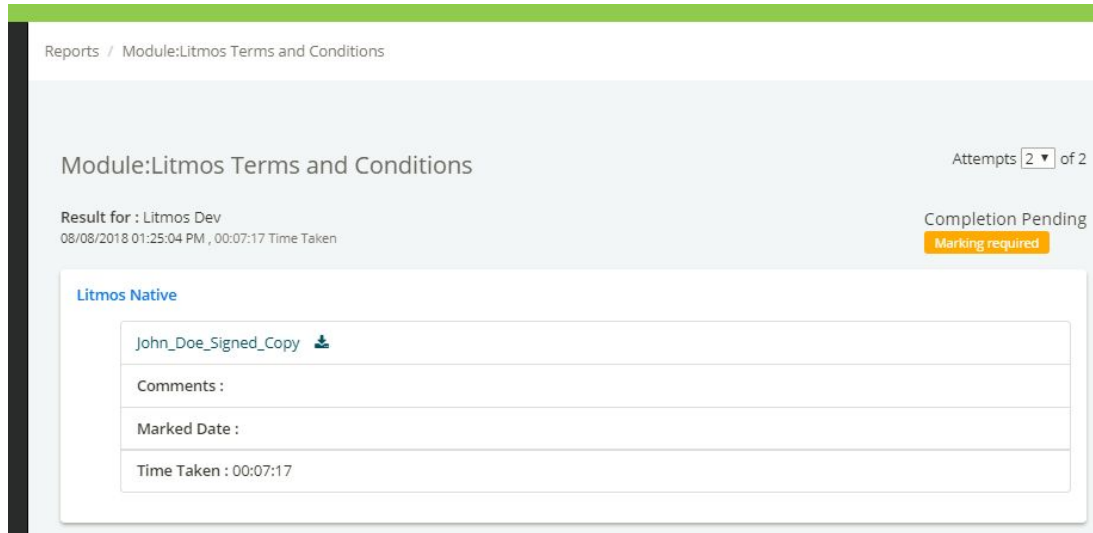 Reports / Module:Litmos Terms and Conditions
Module:Litmos Terms and Conditions
Attempts 2 of 2
Result for : Litmos Dev
08/08/2018 01:25:04 PM , 00:07:17 Time Taken
Completion Pending
Marking required
Litmos Native
John_Doe_Signed_Copy
Comments :
Marked Date :
Time Taken : 00:07:17